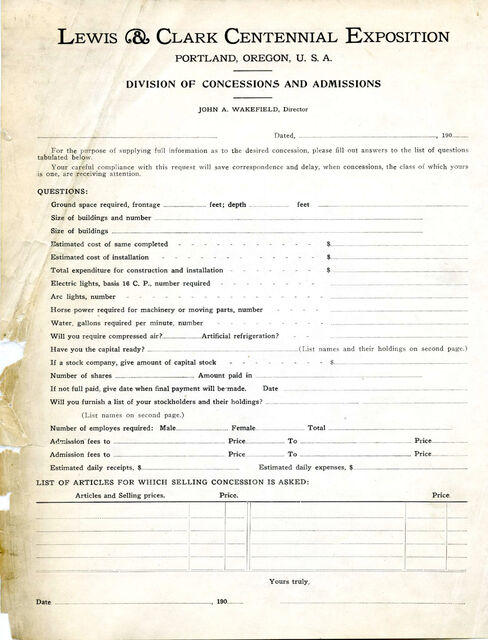 LEWIS & CLARK CENTENNIAL EXPOSITION
PORTLAND, OREGON, U. S. A.
DIVISION OF CONCESSIONS AND ADMISSIONS
JOHN A. WAKEFIELD, Director
Dated, , 190
For the purpose of supplying full information as to the desired concession, please fill out answers to the list of questions
tabulated below.
Your careful compliance with this request will save correspondence and delay, when concessions, the class of which yours
is one, are receiving attention.
QUESTIONS:
Ground space required, frontage feet; depth feet
Size of buildings and number
Size of buildings
Estimated cost of same completed - - - - - - - $
Estimated cost of installation - - - - - - - $
Total expenditure for construction and installation - - - - - $
Electric lights, basis 16 C. P., number required - - - - - -
Arc lights, number - - - - - - - - -
Horse power required for machinery or moving parts, number - - - -
Water, gallons required per minute, number - - - - - -
Will you require compressed air? Artificial refrigeration? - -
Have you the capital ready? (List names and their holdings on second page.)
If a stock company, give amount of capital stock - - - - - - $
Number of shares Amount paid in
If not full paid, give date when final payment will be made. Date
Will you furnish a list of your stockholders and their holdings?
(List names on second page.)
Number of employes required: Male Female Total
Admission fees to Price To Price
Admission fees to Price To Price
Estimated daily receipts, $ Estimated daily expenses, $
LIST OF ARTICLES FOR WHICH SELLING CONCESSION IS ASKED:
Articles and Selling prices. Price. Price
Yours truly,
Date , 190